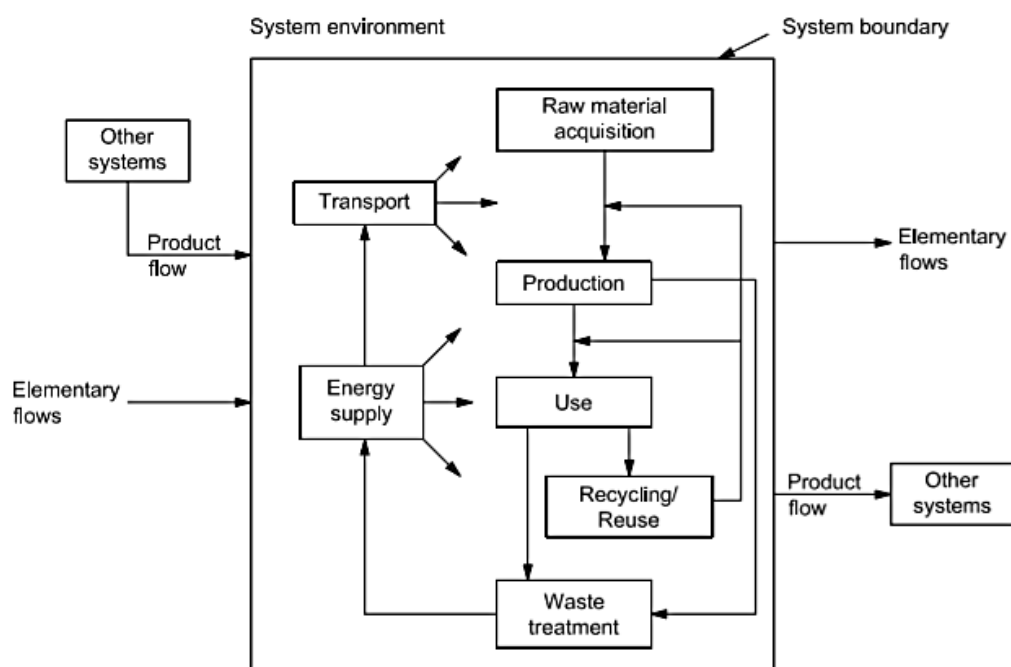 System environment
System boundary
Raw material
acquisition
Other
systems
Transport
Product
flow
Elementary
flows
Production
Elementary
flows
Energy
supply
Use
Recycling/
Reuse
Product
flow
Other
systems
Waste
treatment